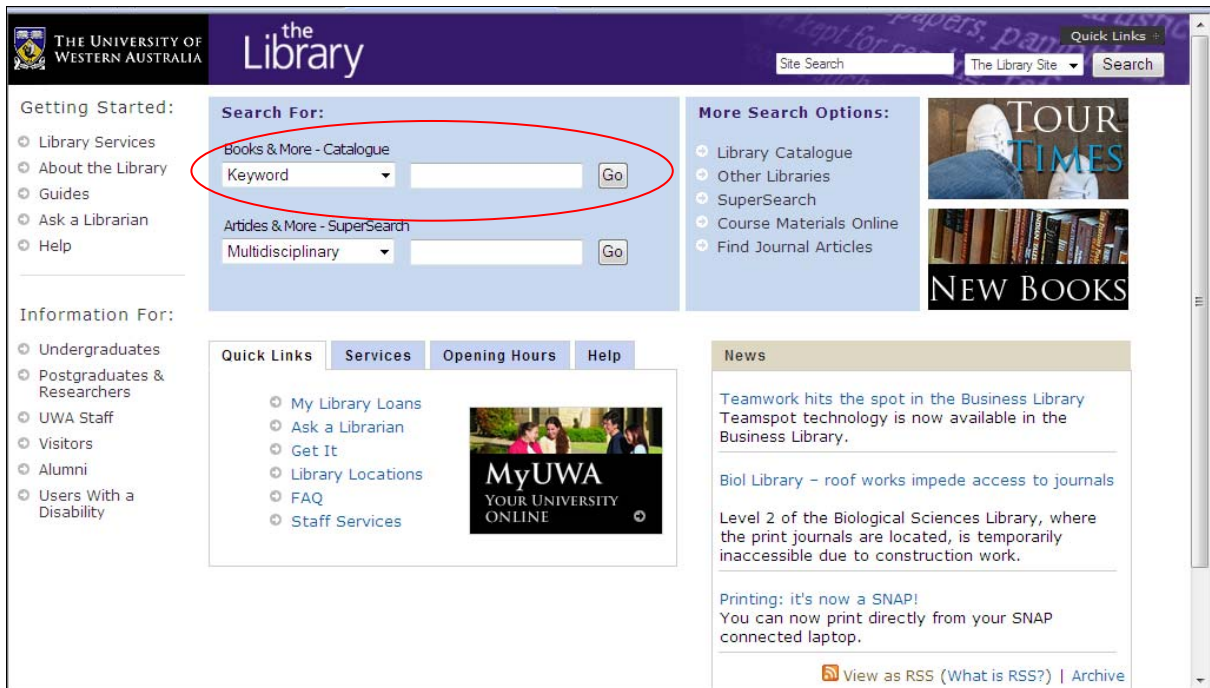 THE UNIVERSITY OF
WESTERN AUSTRALIA
the
Library
Quick Links
Site Search
The Library Site
Search
Getting Started:
Library Services
About the Library
Guides
Ask a Librarian
Help
Information For:
Undergraduates
Postgraduates &
Researchers
UWA Staff
Visitors
Alumni
Users With a
Disability
Search For:
Books & More - Catalogue
Keyword
Go
Articles & More - SuperSearch
Multidisciplinary
Go
More Search Options:
Library Catalogue
Other Libraries
SuperSearch
Course Materials Online
Find Journal Articles
TOUR
TIMES
NEW BOOKS
Quick Links Services Opening Hours Help
My Library Loans
Ask a Librarian
Get It
Library Locations
FAQ
Staff Services
MyUWA
YOUR UNIVERSITY
ONLINE
News
Teamwork hits the spot in the Business Library
Teamspot technology is now available in the
Business Library.
Biol Library – roof works impede access to journals
Level 2 of the Biological Sciences Library, where
the print journals are located, is temporarily
inaccessible due to construction work.
Printing: it's now a SNAP!
You can now print directly from your SNAP
connected laptop.
View as RSS (What is RSS?) | Archive